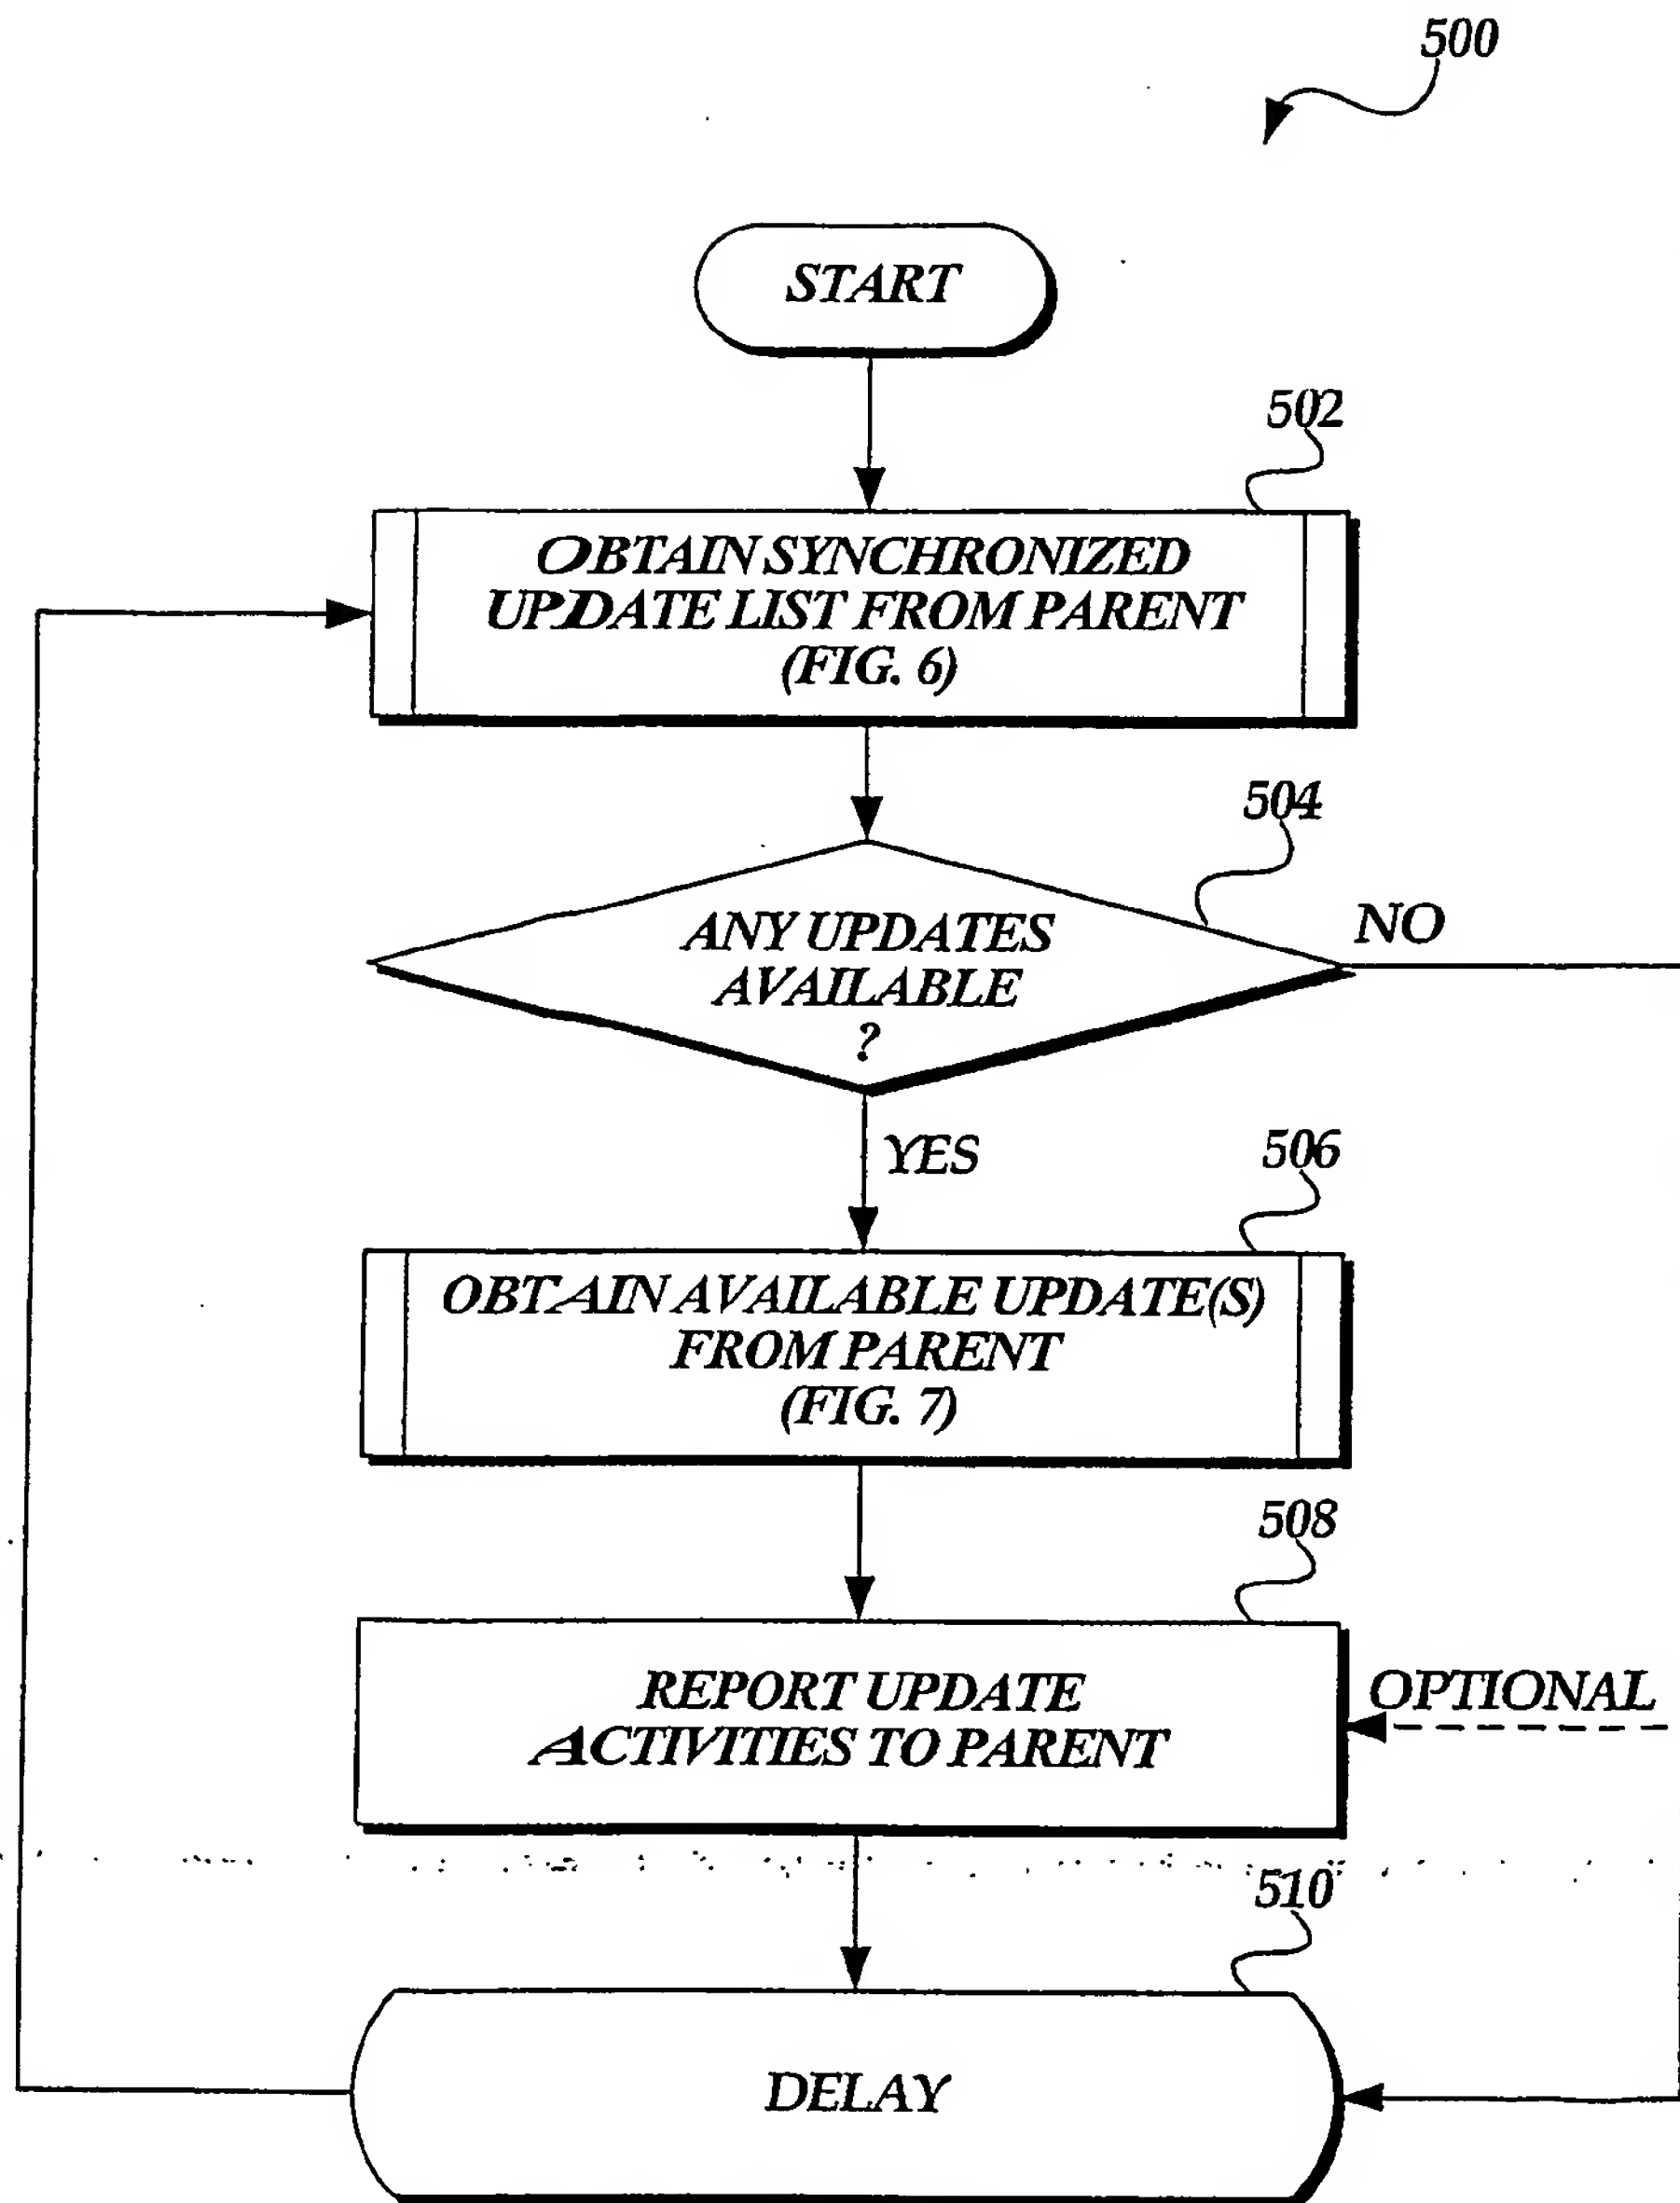 500
START
502
OBTAIN SYNCHRONIZED
UPDATE LIST FROM PARENT
(FIG. 6)
504
ANY UPDATES
AVAILABLE
?
NO
YES
506
OBTAIN AVAILABLE UPDATE(S)
FROM PARENT
(FIG. 7)
508
REPORT UPDATE
ACTIVITIES TO PARENT
OPTIONAL
510
DELAY